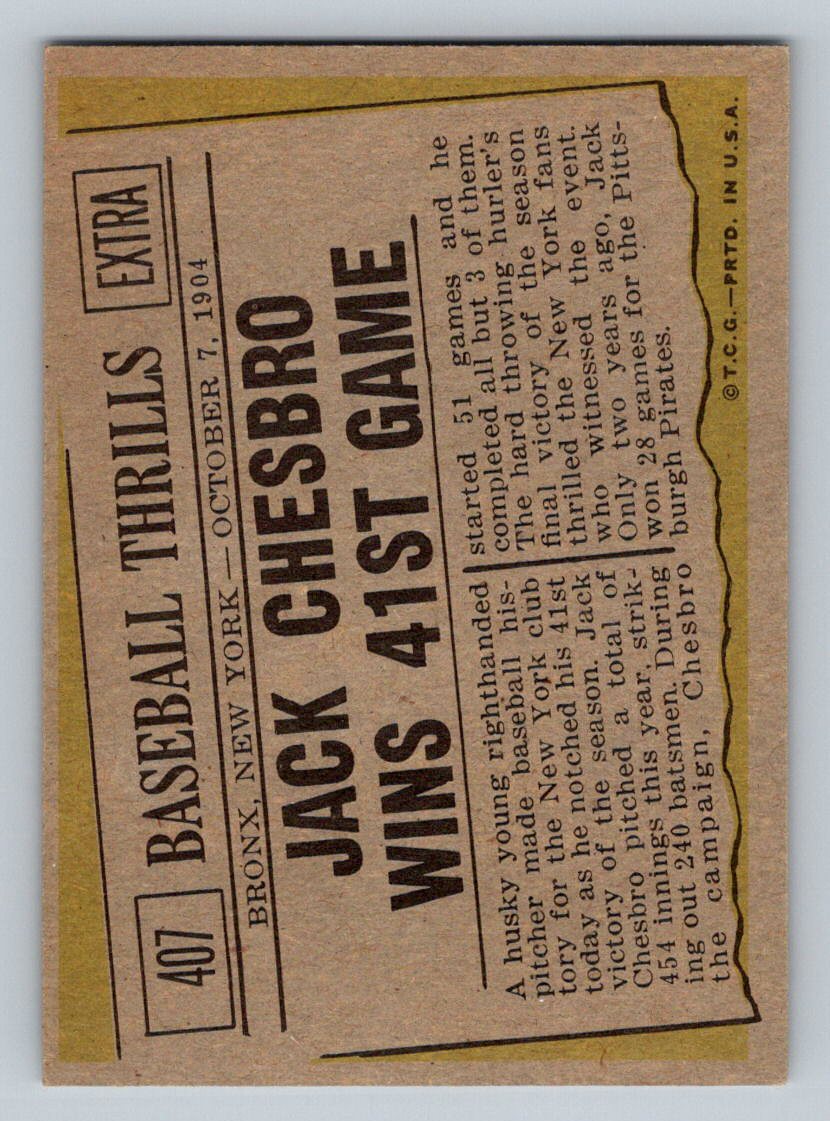 407
BASEBALL THRILLS
EXTRA
BRONX, NEW YORK — OCTOBER 7, 1904
JACK CHESBRO
WINS 41ST GAME
A husky young righthanded
pitcher made baseball his-
tory for the New York club
today as he notched his 41st
victory of the season. Jack
Chesbro pitched a total of
454 innings this year, strik-
ing out 240 batsmen. During
the campaign, Chesbro
started 51 games and he
completed all but 3 of them.
The hard throwing hurler's
final victory of the season
thrilled the New York fans
who witnessed the event.
Only two years ago, Jack
won 28 games for the Pitts-
burgh Pirates.
© T.C.G.—PRTD. IN U.S.A.